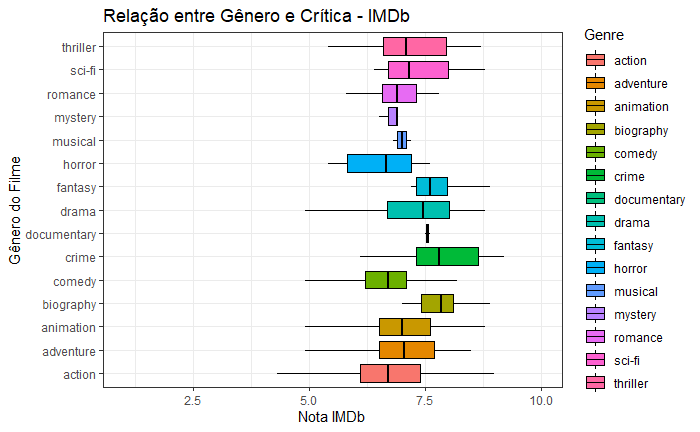 Relação entre Gênero e Crítica - IMDb
Gênero do Filme
thriller
sci-fi
romance
mystery
musical
horror
fantasy
drama
documentary
crime
comedy
biography
animation
adventure
action
2.5 5.0 7.5 10.0
Nota IMDb
Genre
action
adventure
animation
biography
comedy
crime
documentary
drama
fantasy
horror
musical
mystery
romance
sci-fi
thriller